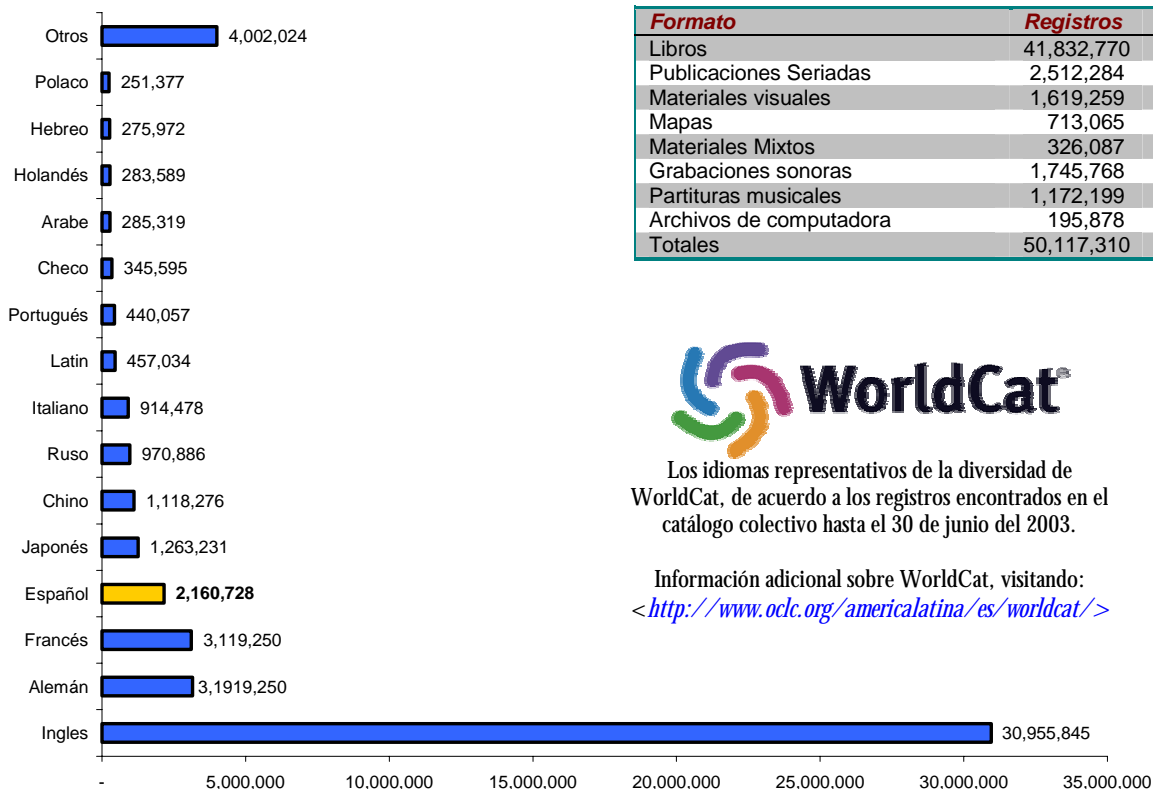 Otros 4,002,024
Polaco 251,377
Hebreo 275,972
Holandés 283,589
Arabe 285,319
Checo 345,595
Portugués 440,057
Latin 457,034
Italiano 914,478
Ruso 970,886
Chino 1,118,276
Japonés 1,263,231
Español 2,160,728
Francés 3,119,250
Alemán 3,1919,250
Ingles 30,955,845
- 5.000.000 10.000.000 15.000.000 20.000.000 25.000.000 30.000.000 35.000.000
Formato Registros
Libros 41,832,770
Publicaciones Seriadas 2,512,284
Materiales visuales 1,619,259
Mapas 713,065
Materiales Mixtos 326,087
Grabaciones sonoras 1,745,768
Partituras musicales 1,172,199
Archivos de computadora 195,878
Totales 50,117,310
WorldCat®
Los idiomas representativos de la diversidad de
WorldCat, de acuerdo a los registros encontrados en el
catálogo colectivo hasta el 30 de junio del 2003.
Información adicional sobre WorldCat, visitando:
<http://www.oclc.org/americalatina/es/worldcat/>